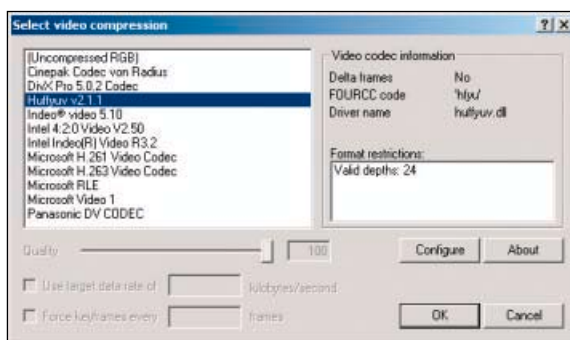 Select video compression
(Uncompressed RGB)
Cinepak Codec von Radius
DivX Pro 5.0.2 Codec
Huffyuv v2.1.1
Indeo® video 5.10
Intel 4:2:0 Video V2.50
Intel Indeo(R) Video R3.2
Microsoft H.261 Video Codec
Microsoft H.263 Video Codec
Microsoft RLE
Microsoft Video 1
Panasonic DV CODEC
Video codec information
Delta frames No
FOURCC code 'hfyu'
Driver name huffyuv.dll
Format restrictions:
Valid depths: 24
Quality 100
Configure About
Use target data rate of kilobytes/second
Force keyframes every frames
OK Cancel